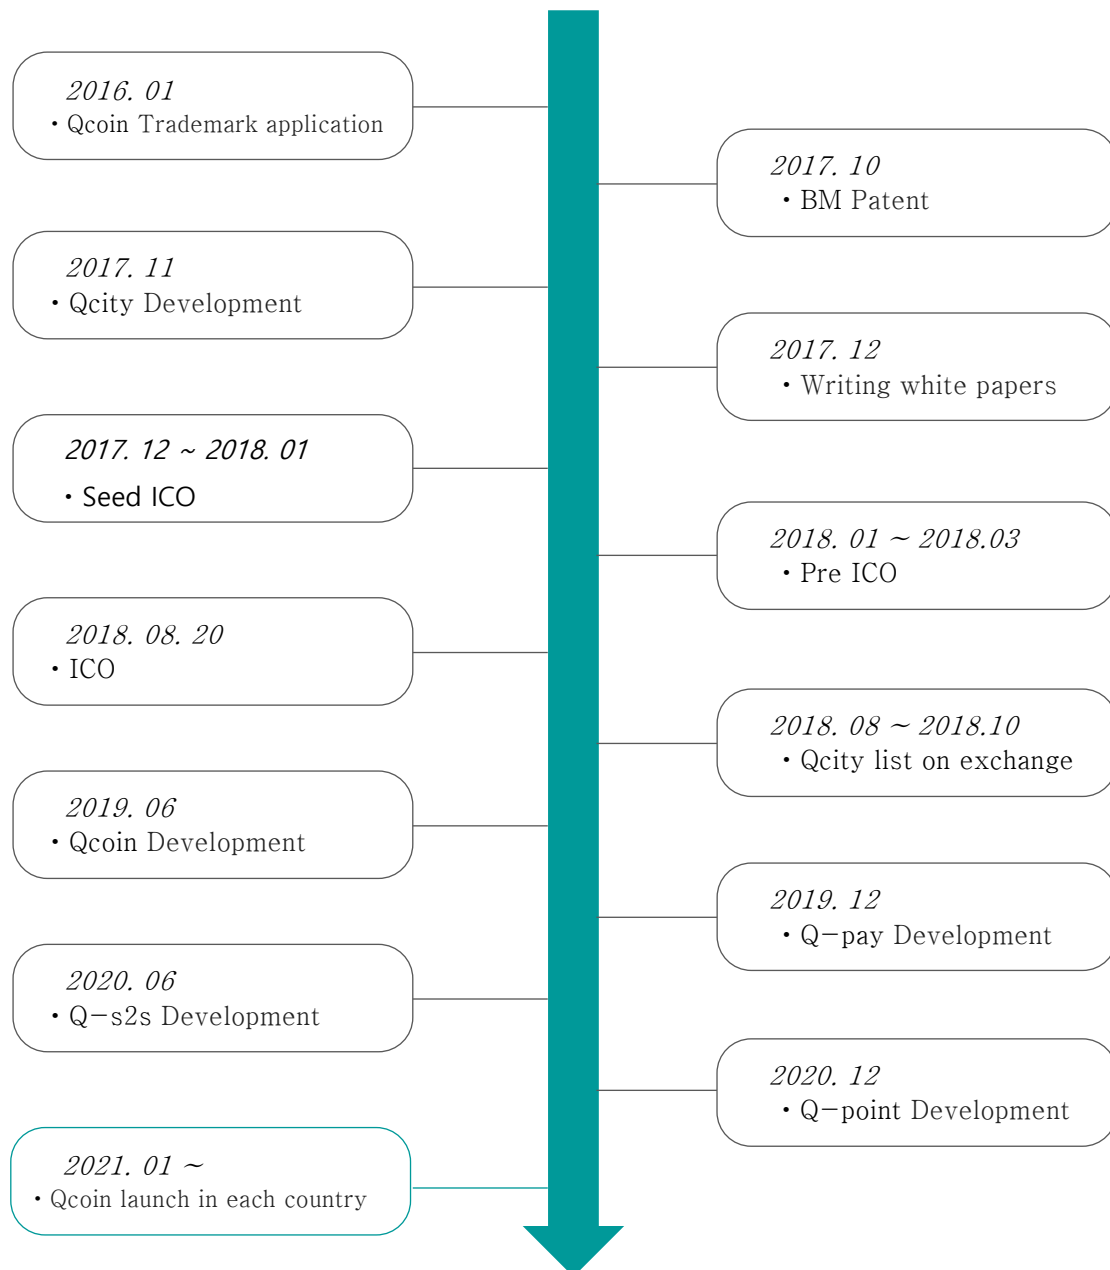 2016. 01
· Qcoin Trademark application
2017. 10
· BM Patent
2017. 11
· Qcity Development
2017. 12
· Writing white papers
2017. 12 ~ 2018. 01
· Seed ICO
2018. 01 ~ 2018.03
· Pre ICO
2018. 08. 20
· ICO
2018. 08 ~ 2018.10
· Qcity list on exchange
2019. 06
· Qcoin Development
2019. 12
· Q-pay Development
2020. 06
· Q-s2s Development
2020. 12
· Q-point Development
2021. 01 ~
· Qcoin launch in each country